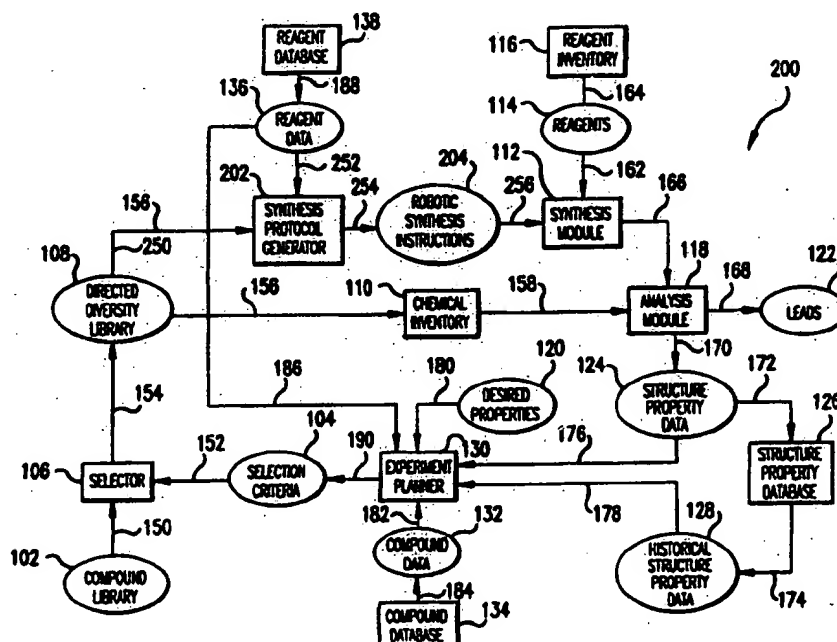 138
REAGENT
DATABASE
188
136
REAGENT
DATA
252
116
REAGENT
INVENTORY
164
114
REAGENTS
162
200
202
SYNTHESIS
PROTOCOL
GENERATOR
254
204
ROBOTIC
SYNTHESIS
INSTRUCTIONS
256
112
SYNTHESIS
MODULE
166
156
250
108
DIRECTED
DIVERSITY
LIBRARY
156
110
CHEMICAL
INVENTORY
158
118
ANALYSIS
MODULE
168
122
LEADS
170
154
186
180
120
DESIRED
PROPERTIES
124
STRUCTURE
PROPERTY
DATA
172
126
STRUCTURE
PROPERTY
DATABASE
106
SELECTOR
152
104
SELECTION
CRITERIA
190
130
EXPERIMENT
PLANNER
176
178
150
102
COMPOUND
LIBRARY
182
132
COMPOUND
DATA
184
COMPOUND
DATABASE
134
128
HISTORICAL
STRUCTURE
PROPERTY
DATA
174